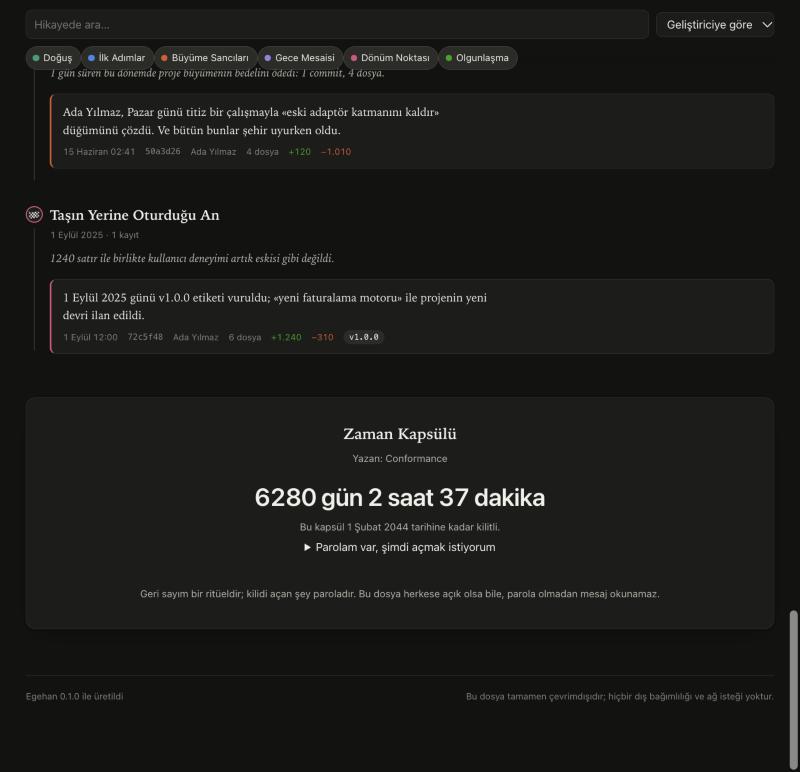 Hikayede ara...
Geliştiriciye göre
Doğuş
İlk Adımlar
Büyüme Sancıları
Gece Mesaisi
Dönüm Noktası
Olgunlaşma
1 gün süren bu dönemde proje büyümenin bedelini ödedi: 1 commit, 4 dosya.
Ada Yılmaz, Pazar günü titiz bir çalışmayla «eski adaptör katmanını kaldır»
düğümünü çözdü. Ve bütün bunlar şehir uyurken oldu.
15 Haziran 02:41 50a3d26 Ada Yılmaz 4 dosya +120 −1.010
Taşın Yerine Oturduğu An
1 Eylül 2025 · 1 kayıt
1240 satır ile birlikte kullanıcı deneyimi artık eskisi gibi değildi.
1 Eylül 2025 günü v1.0.0 etiketi vuruldu; «yeni faturalama motoru» ile projenin yeni
devri ilan edildi.
1 Eylül 12:00 72c5f48 Ada Yılmaz 6 dosya +1.240 −310 v1.0.0
Zaman Kapsülü
Yazan: Conformance
6280 gün 2 saat 37 dakika
Bu kapsül 1 Şubat 2044 tarihine kadar kilitli.
Parolam var, şimdi açmak istiyorum
Geri sayım bir ritüeldir; kilidi açan şey paroladır. Bu dosya herkese açık olsa bile, parola olmadan mesaj okunamaz.
Egehan 0.1.0 ile üretildi
Bu dosya tamamen çevrimdışıdır; hiçbir dış bağımlılığı ve ağ isteği yoktur.